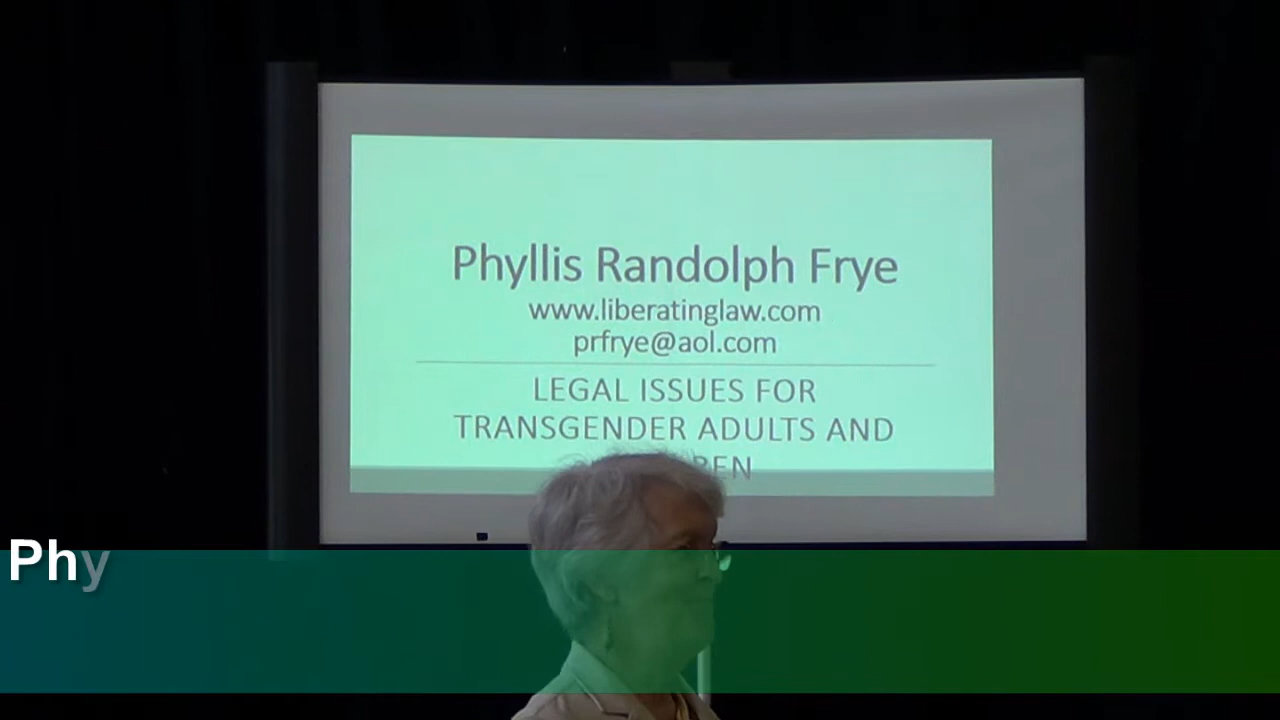 Phyllis Randolph Frye
www.liberatinglaw.com
prfrye@aol.com
LEGAL ISSUES FOR
TRANSGENDER ADULTS AND
Phy